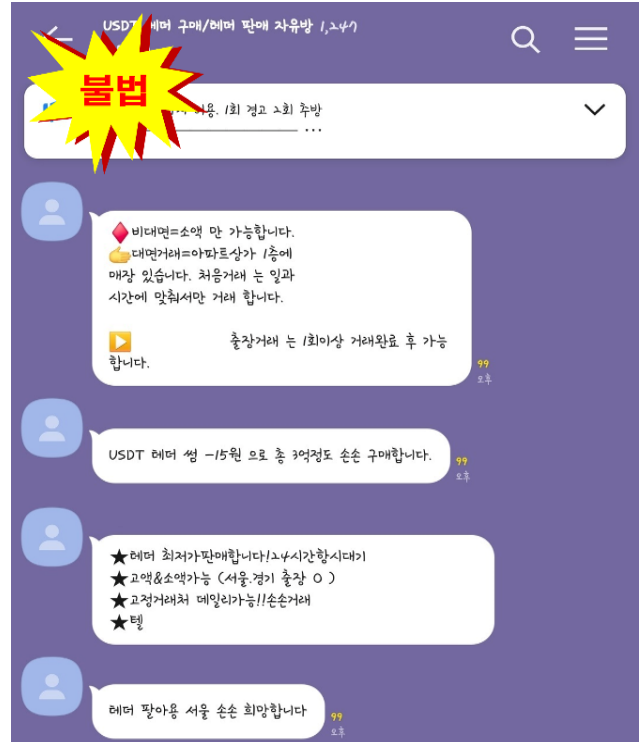 USDT 테더 구매/테더 판매 자유방 1,247
불법
이용. 1회 경고 2회 추방
...
♦비대면=소액 만 가능합니다.
👉대면거래=아파트상가 1층에
매장 있습니다. 처음거래 는 일과
시간에 맞춰서만 거래 합니다.
▶ 출장거래 는 1회이상 거래완료 후 가능
합니다.
99
오후
USDT 테더 썸 -15원 으로 총 3억정도 손손 구매합니다.
99
오후
★테더 최저가판매합니다!24시간항시대기
★고액&소액가능 (서울.경기 출장 O )
★고정거래처 데일리가능!!손손거래
★텔
테더 팔아용 서울 손손 희망합니다
99
오후